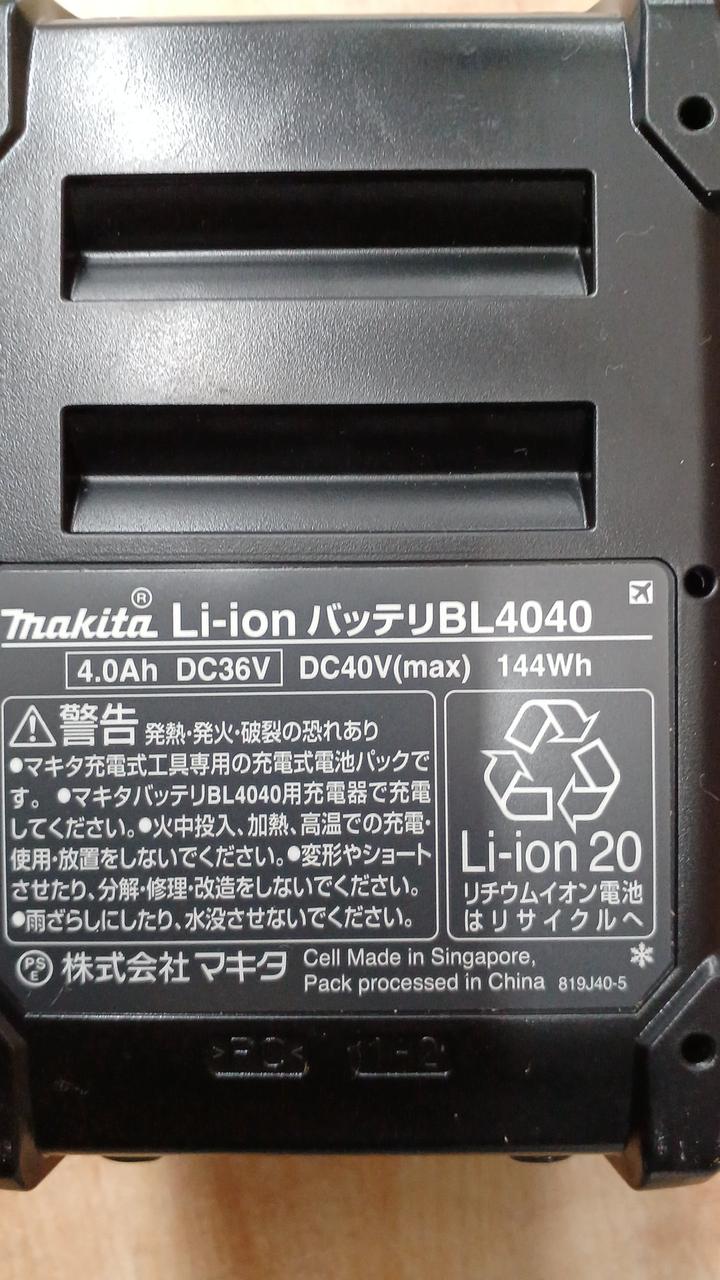 makita® Li-ion バッテリBL4040
4.0Ah DC36V DC40V(max) 144Wh
警告 発熱・発火・破裂の恐れあり
●マキタ充電式工具専用の充電式電池パックで
す。 ●マキタバッテリBL4040用充電器で充電
してください。●火中投入、加熱、高温での充電・
使用・放置をしないでください。●変形やショート
させたり、分解・修理・改造をしないでください。
●雨ざらしにしたり、水没させないでください。
Li-ion 20
リチウムイオン電池
はリサイクルへ
PSE 株式会社 マキタ
Cell Made in Singapore,
Pack processed in China 819J40-5
>PC< 11-2